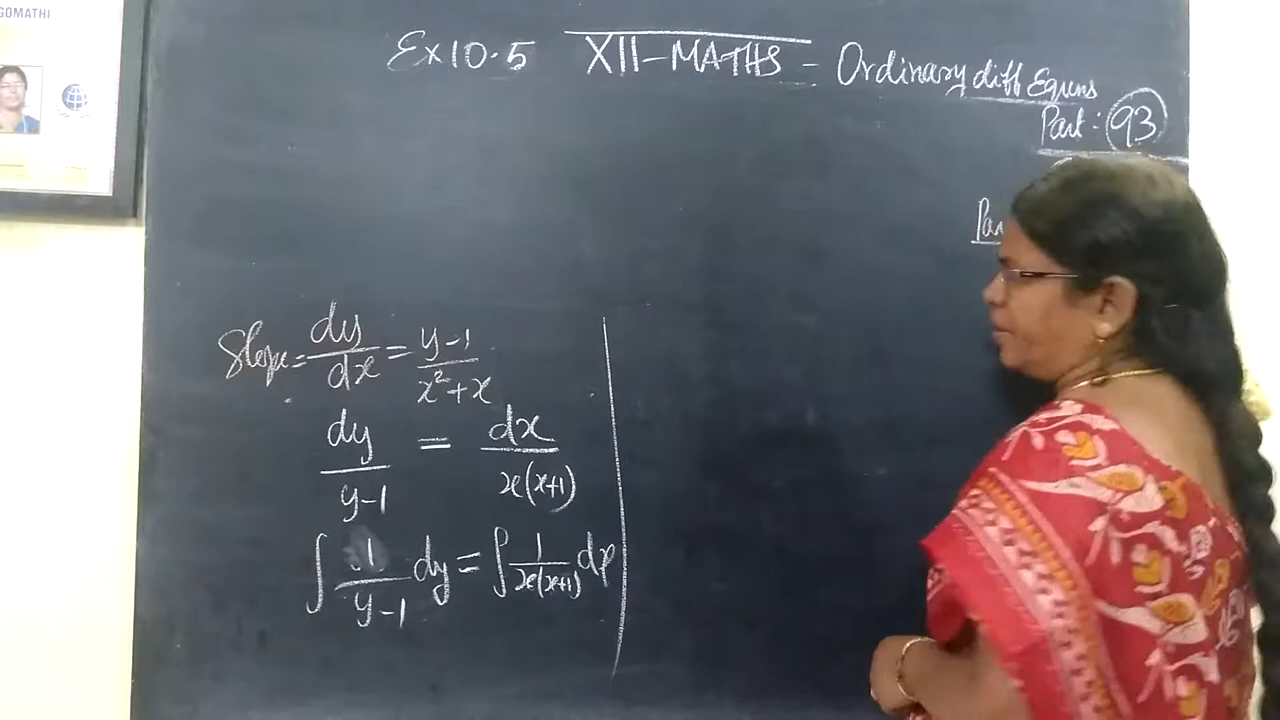 GOMATHI
Ex 10.5 XII-MATHS - Ordinary diff Equns
Part: 93
Slope = dy/dx = y-1/x²+x
dy/y-1 = dx/x(x+1)
∫ 1/y-1 dy = ∫ 1/x(x+1) dx